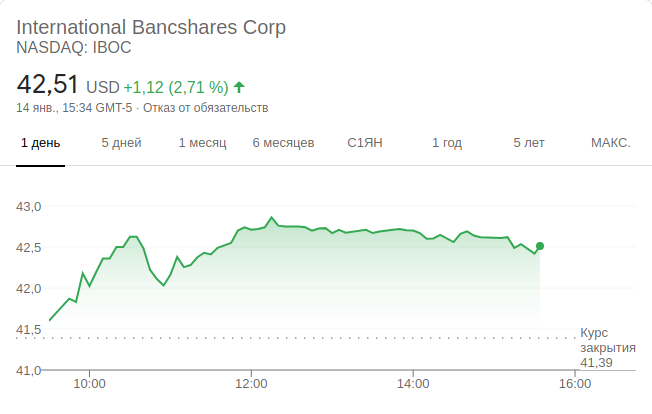 International Bancshares Corp
NASDAQ: IBOC
42,51 USD +1,12 (2,71 %)
14 янв., 15:34 GMT-5 · Отказ от обязательств
1 день 5 дней 1 месяц 6 месяцев С1ЯН 1 год 5 лет МАКС.
43,0
42,5
42,0
41,5
41,0
Курс
закрытия
41,39
10:00 12:00 14:00 16:00